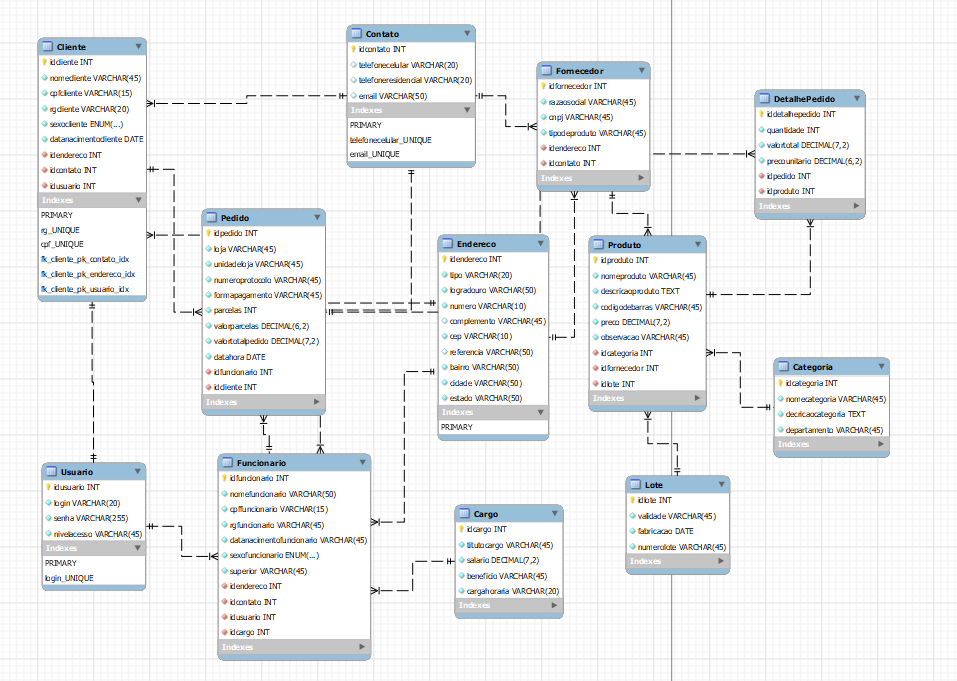 Cliente
idcliente INT
nomecliente VARCHAR(45)
cpfcliente VARCHAR(15)
rgcliente VARCHAR(20)
sexocliente ENUM(...)
datanacimentocliente DATE
idendereco INT
idcontato INT
idusuario INT
Indexes
PRIMARY
rg_UNIQUE
cpf_UNIQUE
fk_cliente_pk_contato_idx
fk_cliente_pk_endereco_idx
fk_cliente_pk_usuario_idx
Contato
idcontato INT
telefonecelular VARCHAR(20)
telefoneresidencial VARCHAR(20)
email VARCHAR(50)
Indexes
PRIMARY
telefonecelular_UNIQUE
email_UNIQUE
Fornecedor
idfornecedor INT
razaosocial VARCHAR(45)
cnpj VARCHAR(45)
tipodeproduto VARCHAR(45)
idendereco INT
idcontato INT
Indexes
DetalhePedido
iddetalhepedido INT
quantidade INT
valortotal DECIMAL(7,2)
precounitario DECIMAL(6,2)
idpedido INT
idproduto INT
Indexes
Pedido
idpedido INT
loja VARCHAR(45)
unidadeloja VARCHAR(45)
numeroprotocolo VARCHAR(45)
formapagamento VARCHAR(45)
parcelas INT
valorparcelas DECIMAL(6,2)
valortotalpedido DECIMAL(7,2)
datahora DATE
idfuncionario INT
idcliente INT
Indexes
Endereco
idendereco INT
tipo VARCHAR(20)
logradouro VARCHAR(50)
numero VARCHAR(10)
complemento VARCHAR(45)
cep VARCHAR(10)
referencia VARCHAR(50)
bairro VARCHAR(50)
cidade VARCHAR(50)
estado VARCHAR(50)
Indexes
PRIMARY
Produto
idproduto INT
nomeproduto VARCHAR(45)
descricaoproduto TEXT
codigodebarras VARCHAR(45)
preco DECIMAL(7,2)
observacao VARCHAR(45)
idcategoria INT
idfornecedor INT
idlote INT
Indexes
Categoria
idcategoria INT
nomecategoria VARCHAR(45)
decricaocategoria TEXT
departamento VARCHAR(45)
Indexes
Usuario
idusuario INT
login VARCHAR(20)
senha VARCHAR(255)
nivelacesso VARCHAR(45)
Indexes
PRIMARY
login_UNIQUE
Funcionario
idfuncionario INT
nomefuncionario VARCHAR(50)
cpffuncionario VARCHAR(15)
rgfuncionario VARCHAR(45)
datanacimentofuncionario VARCHAR(45)
sexofuncionario ENUM(...)
superior VARCHAR(45)
idendereco INT
idcontato INT
idusuario INT
idcargo INT
Indexes
Cargo
idcargo INT
titutocargo VARCHAR(45)
salario DECIMAL(7,2)
beneficio VARCHAR(45)
cargahoraria VARCHAR(20)
Indexes
Lote
idlote INT
validade VARCHAR(45)
fabricacao DATE
numerolote VARCHAR(45)
Indexes